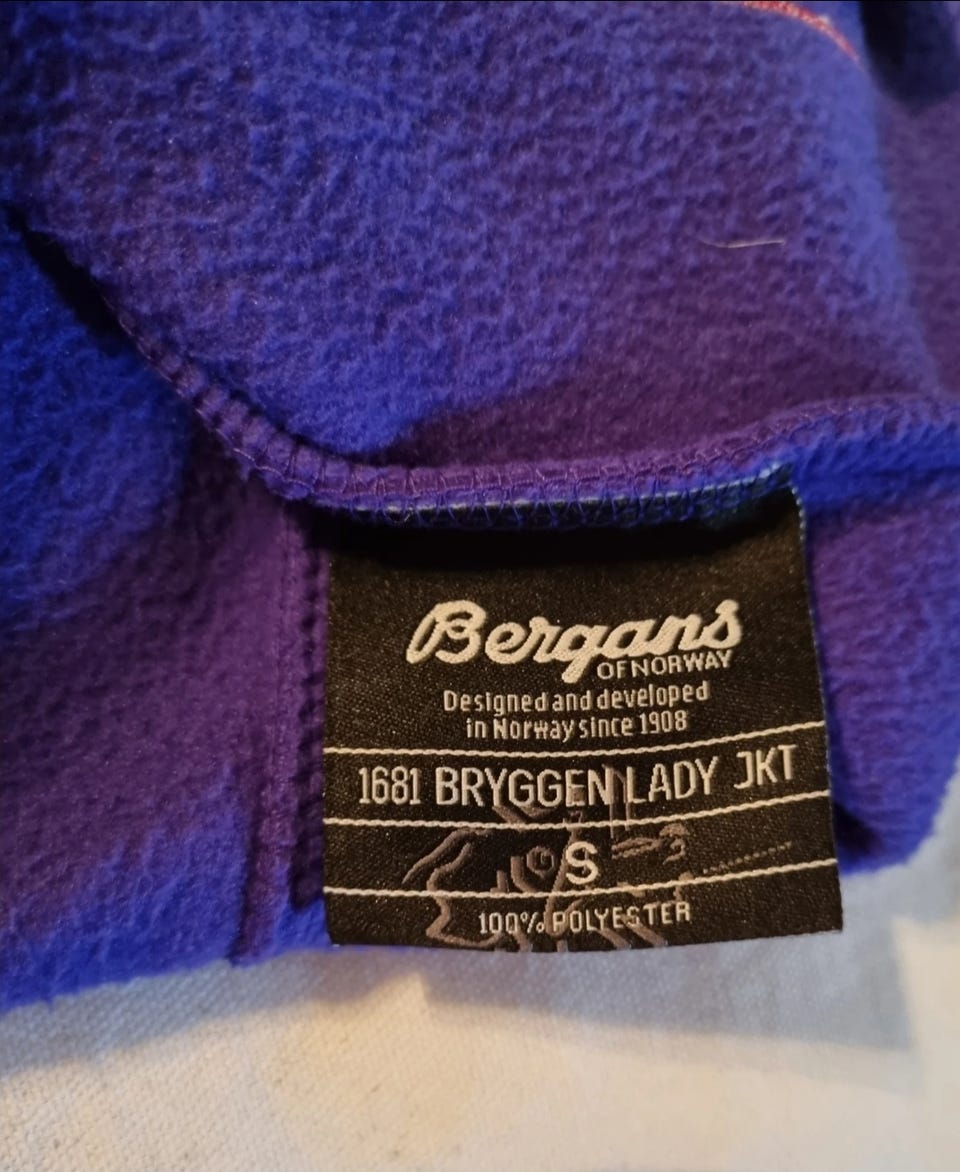 Bergans
OF NORWAY
Designed and developed
in Norway since 1908
1681 BRYGGEN LADY JKT
S
100% POLYESTER